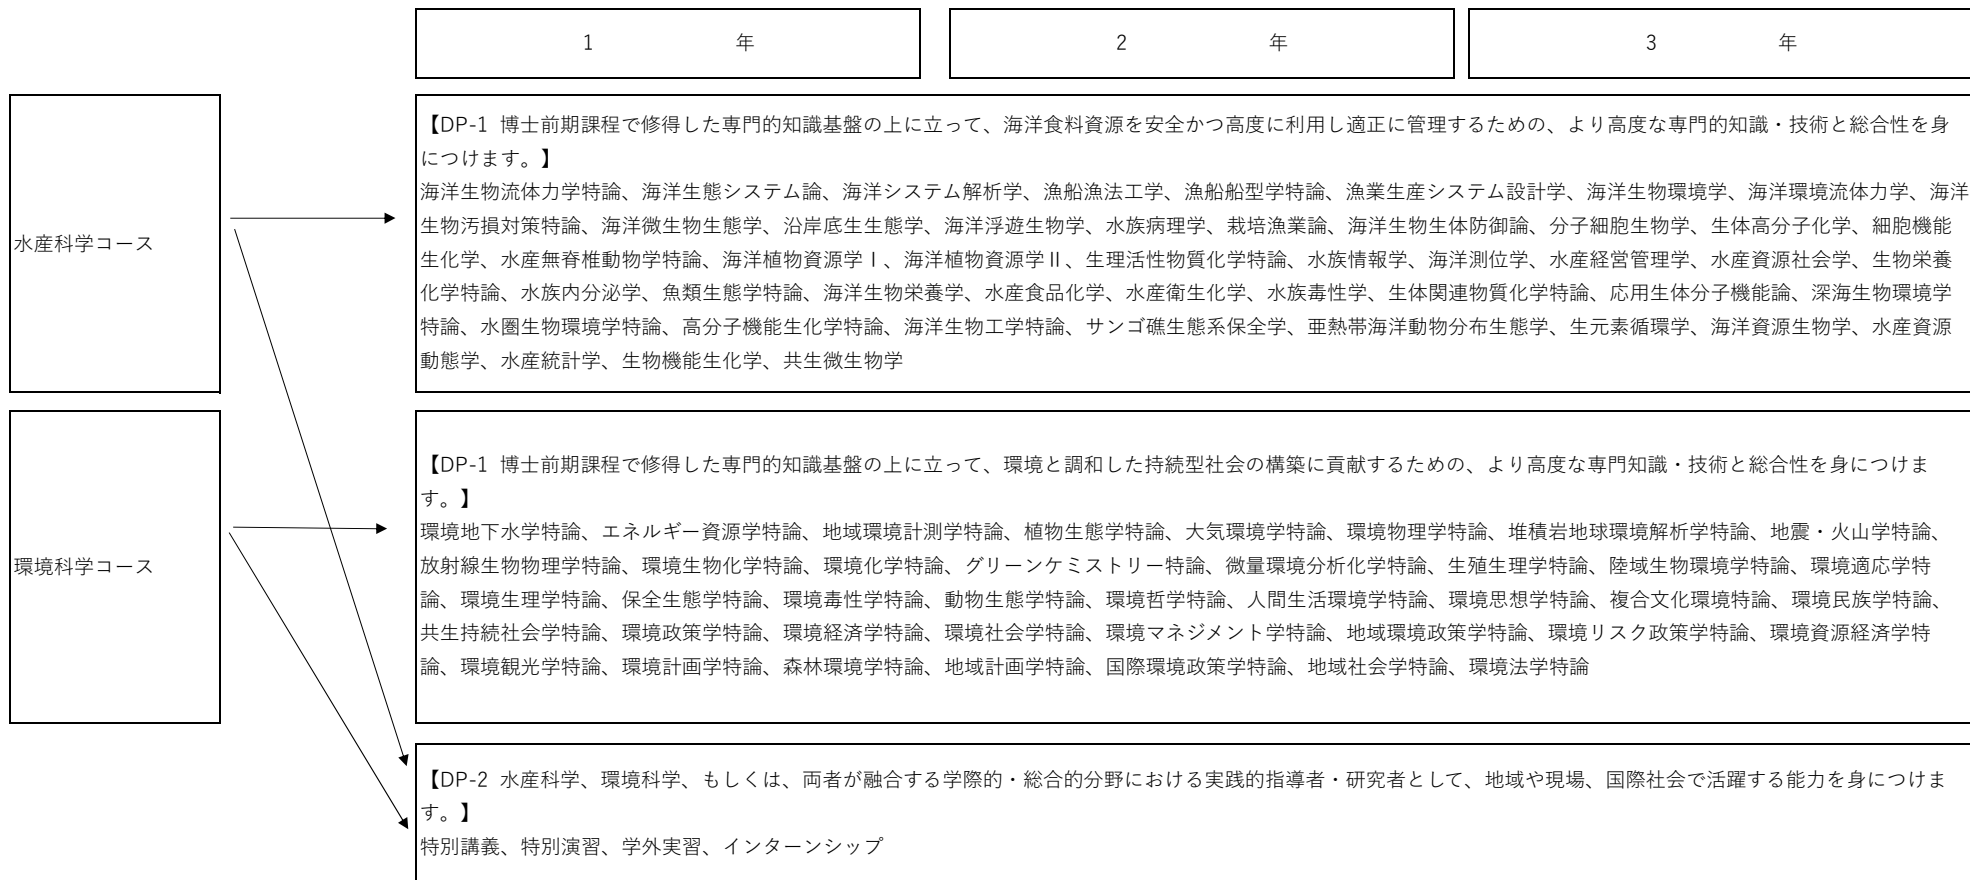 1　年
2　年
3　年
水産科学コース
【DP-1 博士前期課程で修得した専門的知識基盤の上に立って、海洋食料資源を安全かつ高度に利用し適正に管理するための、より高度な専門的知識・技術と総合性を身
につけます。】
海洋生物流体力学特論、海洋生態システム論、海洋システム解析学、漁船漁法工学、漁船船型学特論、漁業生産システム設計学、海洋生物環境学、海洋環境流体力学、海洋
生物汚損対策特論、海洋微生物生態学、沿岸底生生態学、海洋浮遊生物学、水族病理学、栽培漁業論、海洋生物生体防御論、分子細胞生物学、生体高分子化学、細胞機能
生化学、水産無脊椎動物学特論、海洋植物資源学Ⅰ、海洋植物資源学Ⅱ、生理活性物質化学特論、水族情報学、海洋測位学、水産経営管理学、水産資源社会学、生物栄養
化学特論、水族内分泌学、魚類生態学特論、海洋生物栄養学、水産食品化学、水産衛生化学、水族毒性学、生体関連物質化学特論、応用生体分子機能論、深海生物環境学
特論、水圏生物環境学特論、高分子機能生化学特論、海洋生物工学特論、サンゴ礁生態系保全学、亜熱帯海洋動物分布生態学、生元素循環学、海洋資源生物学、水産資源
動態学、水産統計学、生物機能生化学、共生微生物学
環境科学コース
【DP-1 博士前期課程で修得した専門的知識基盤の上に立って、環境と調和した持続型社会の構築に貢献するための、より高度な専門知識・技術と総合性を身につけま
す。】
環境地下水学特論、エネルギー資源学特論、地域環境計測学特論、植物生態学特論、大気環境学特論、環境物理学特論、堆積岩地球環境解析学特論、地震・火山学特論、
放射線生物物理学特論、環境生物化学特論、環境化学特論、グリーンケミストリー特論、微量環境分析化学特論、生殖生理学特論、陸域生物環境学特論、環境適応学特
論、環境生理学特論、保全生態学特論、環境毒性学特論、動物生態学特論、環境哲学特論、人間生活環境学特論、環境思想学特論、複合文化環境特論、環境民族学特論、
共生持続社会学特論、環境政策学特論、環境経済学特論、環境社会学特論、環境マネジメント学特論、地域環境政策学特論、環境リスク政策学特論、環境資源経済学特
論、環境観光学特論、環境計画学特論、森林環境学特論、地域計画学特論、国際環境政策学特論、地域社会学特論、環境法学特論
【DP-2 水産科学、環境科学、もしくは、両者が融合する学際的・総合的分野における実践的指導者・研究者として、地域や現場、国際社会で活躍する能力を身につけま
す。】
特別講義、特別演習、学外実習、インターンシップ